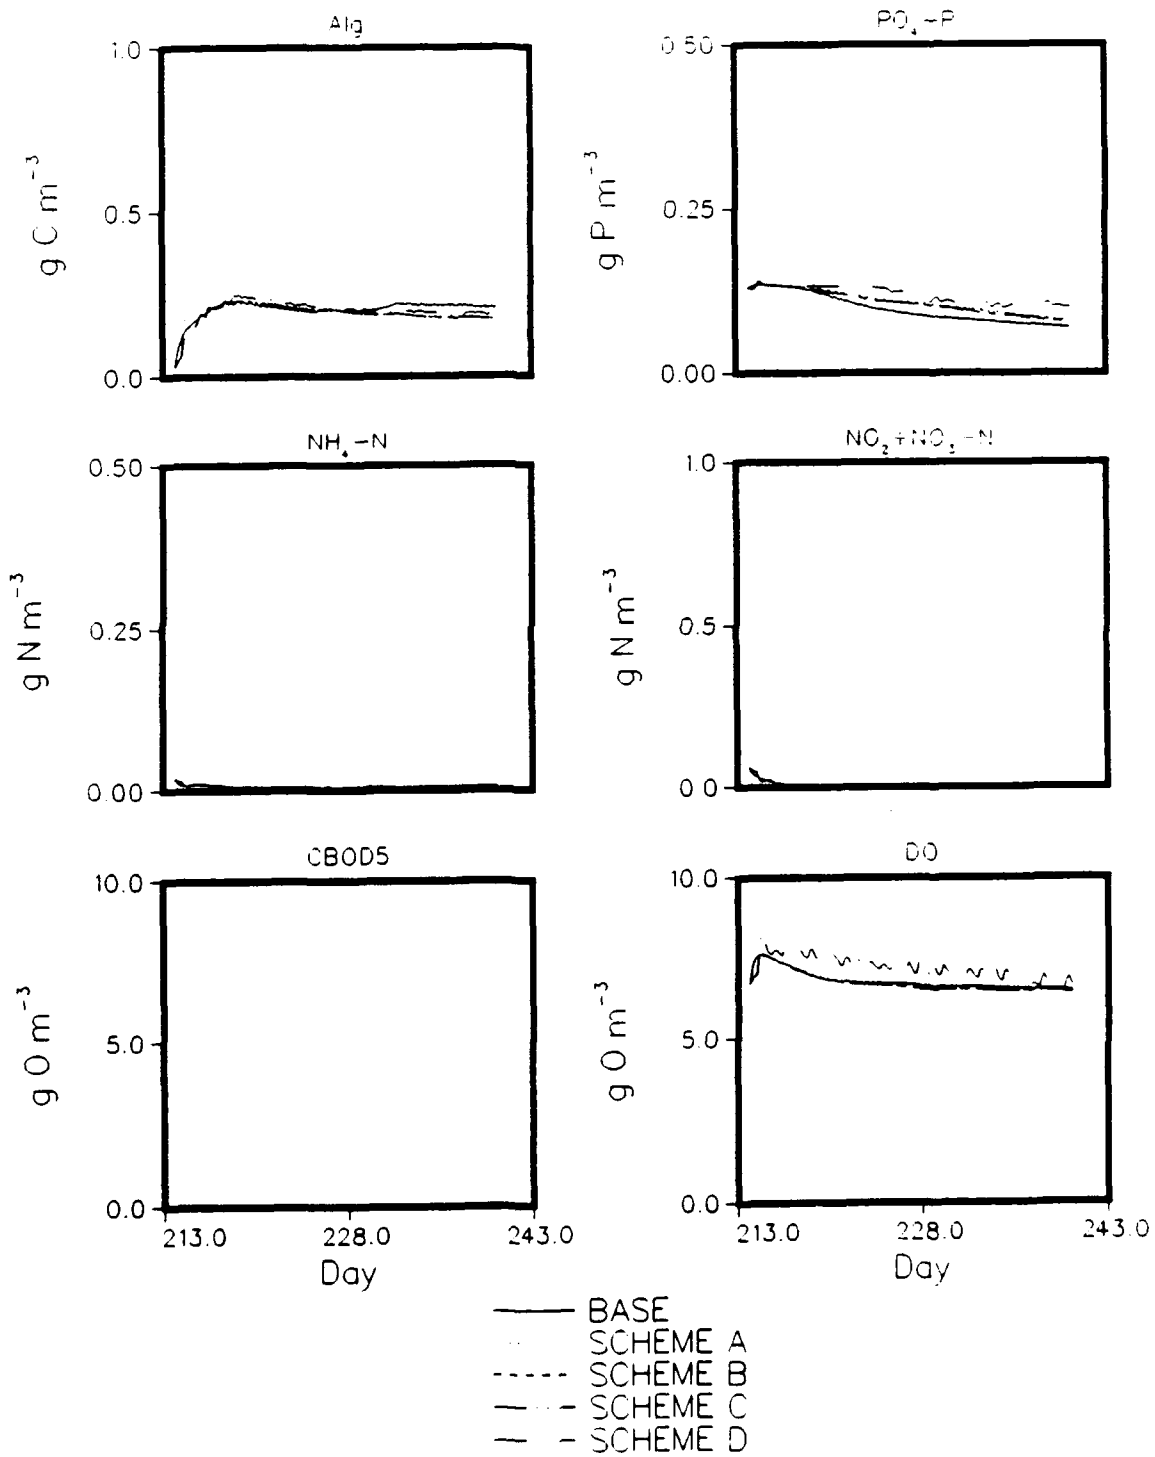 Alg
1.0
0.5
0.0
g C m⁻³
PO₄-P
0.50
0.25
0.00
g P m⁻³
NH₄-N
0.50
0.25
0.00
g N m⁻³
NO₂+NO₃-N
1.0
0.5
0.0
g N m⁻³
CBOD5
10.0
5.0
0.0
g O m⁻³
213.0 228.0 243.0
Day
DO
10.0
5.0
0.0
g O m⁻³
213.0 228.0 243.0
Day
BASE
SCHEME A
SCHEME B
SCHEME C
SCHEME D